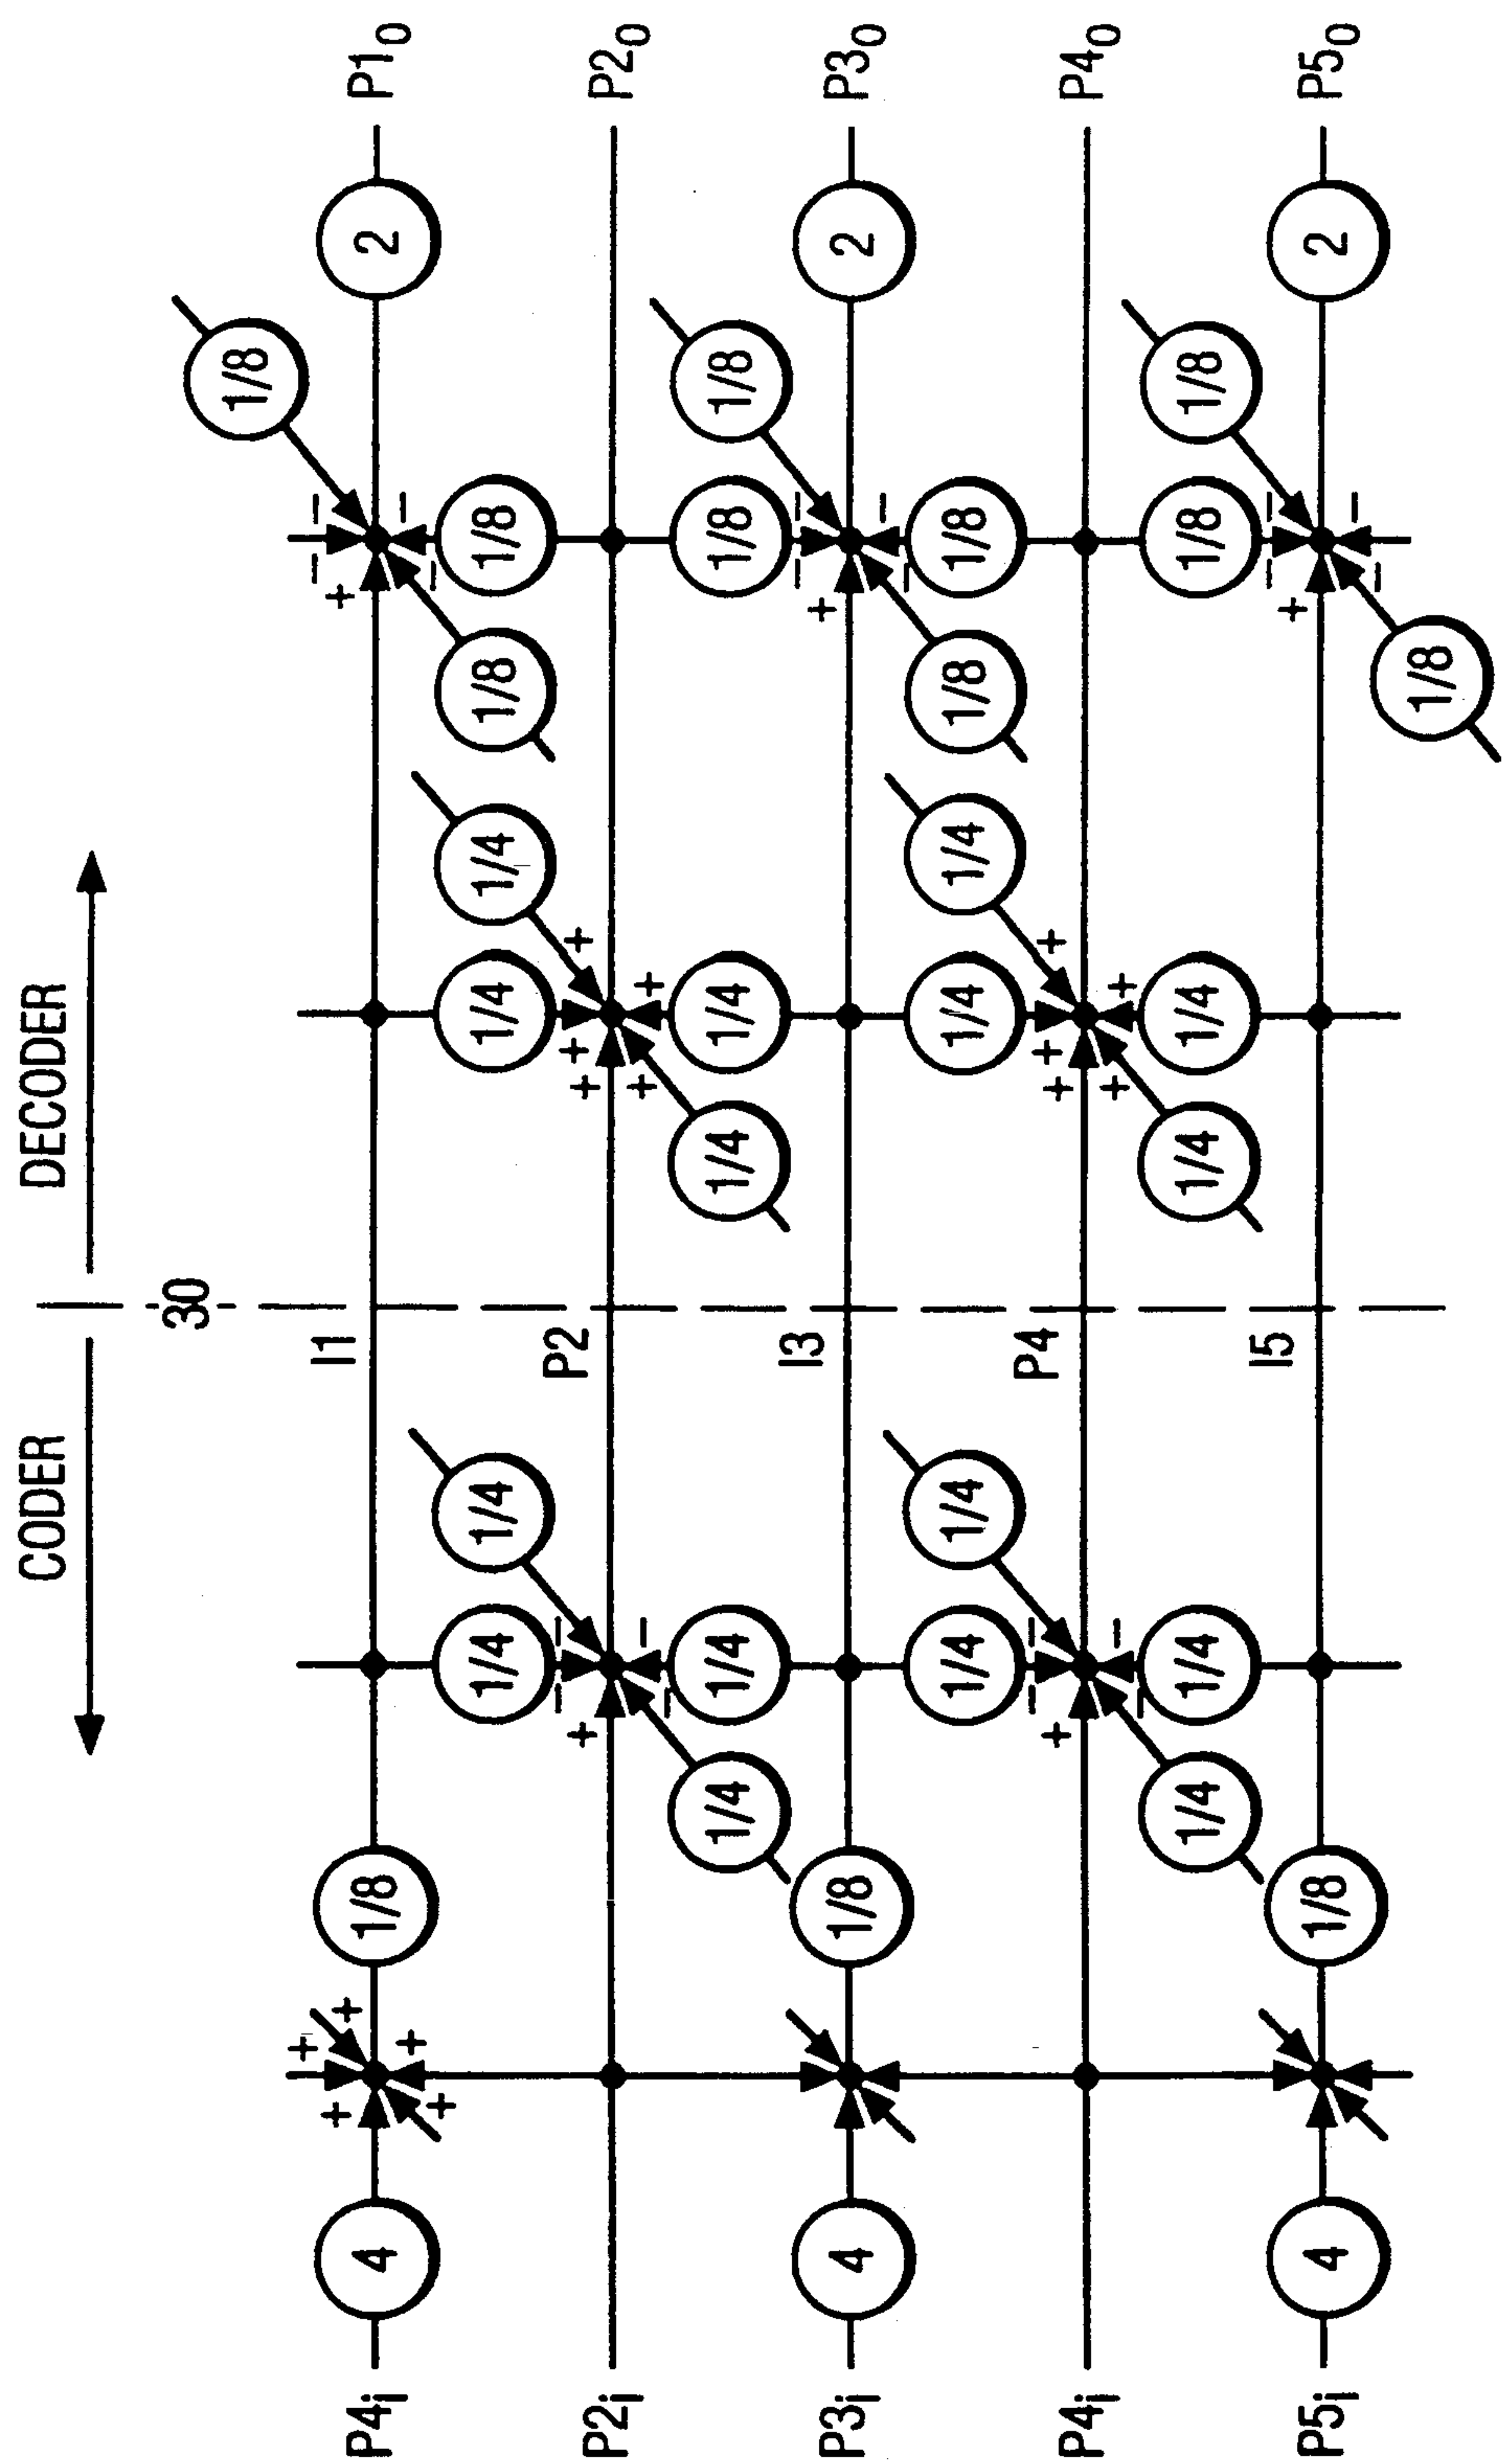 CODER DECODER
30
1/8
+ + + I1 + − −
P4i 4 1/8 2 P1o
+ + − −
1/4 1/4 1/4 1/4 1/8 1/8
+ − − P2 + + +
P2i P2o
− − + +
1/4 1/4 1/4 1/4 1/8 1/8
I3 + − −
P3i 4 1/8 2 P3o
− −
1/4 1/4 1/4 1/4 1/8 1/8
+ − − P4 + + +
P4i P4o
− − + +
1/4 1/4 1/4 1/4 1/8 1/8
I5 + − −
P5i 4 1/8 2 P5o
− −
1/8